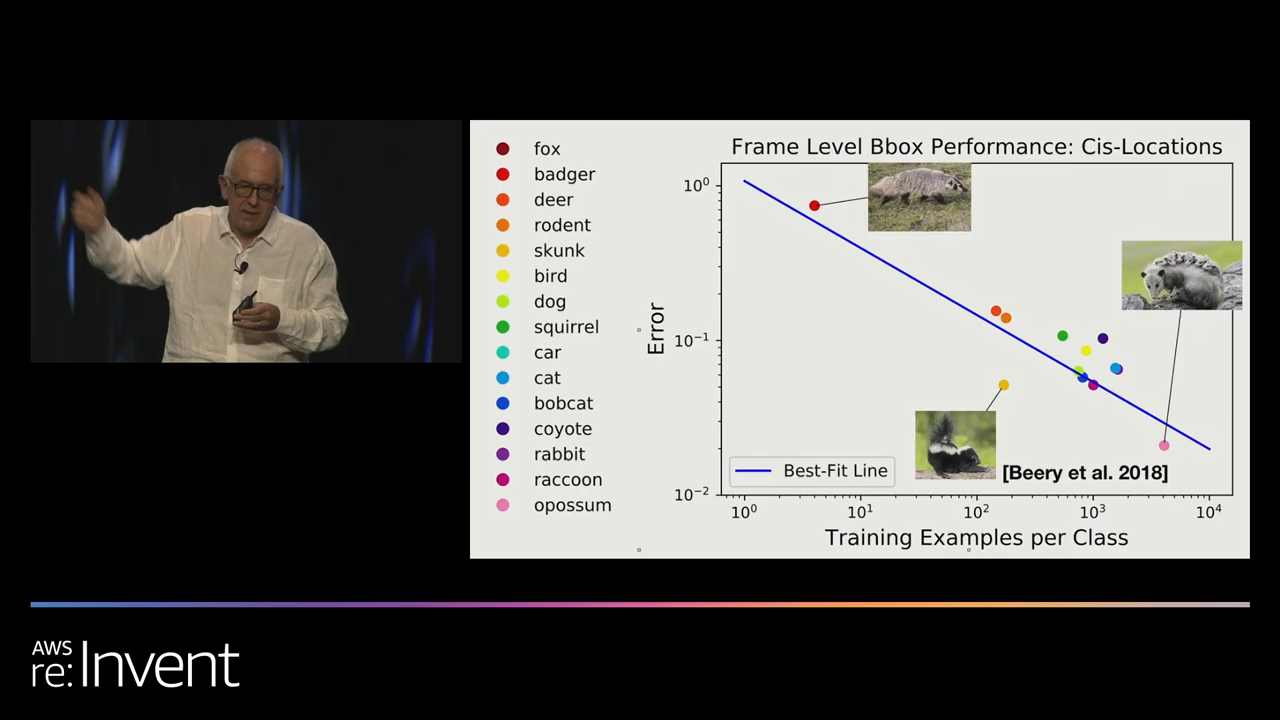 fox
badger
deer
rodent
skunk
bird
dog
squirrel
car
cat
bobcat
coyote
rabbit
raccoon
opossum
Frame Level Bbox Performance: Cis-Locations
Error
10⁰
10⁻¹
10⁻²
Best-Fit Line
[Beery et al. 2018]
10⁰ 10¹ 10² 10³ 10⁴
Training Examples per Class
AWS
re:Invent